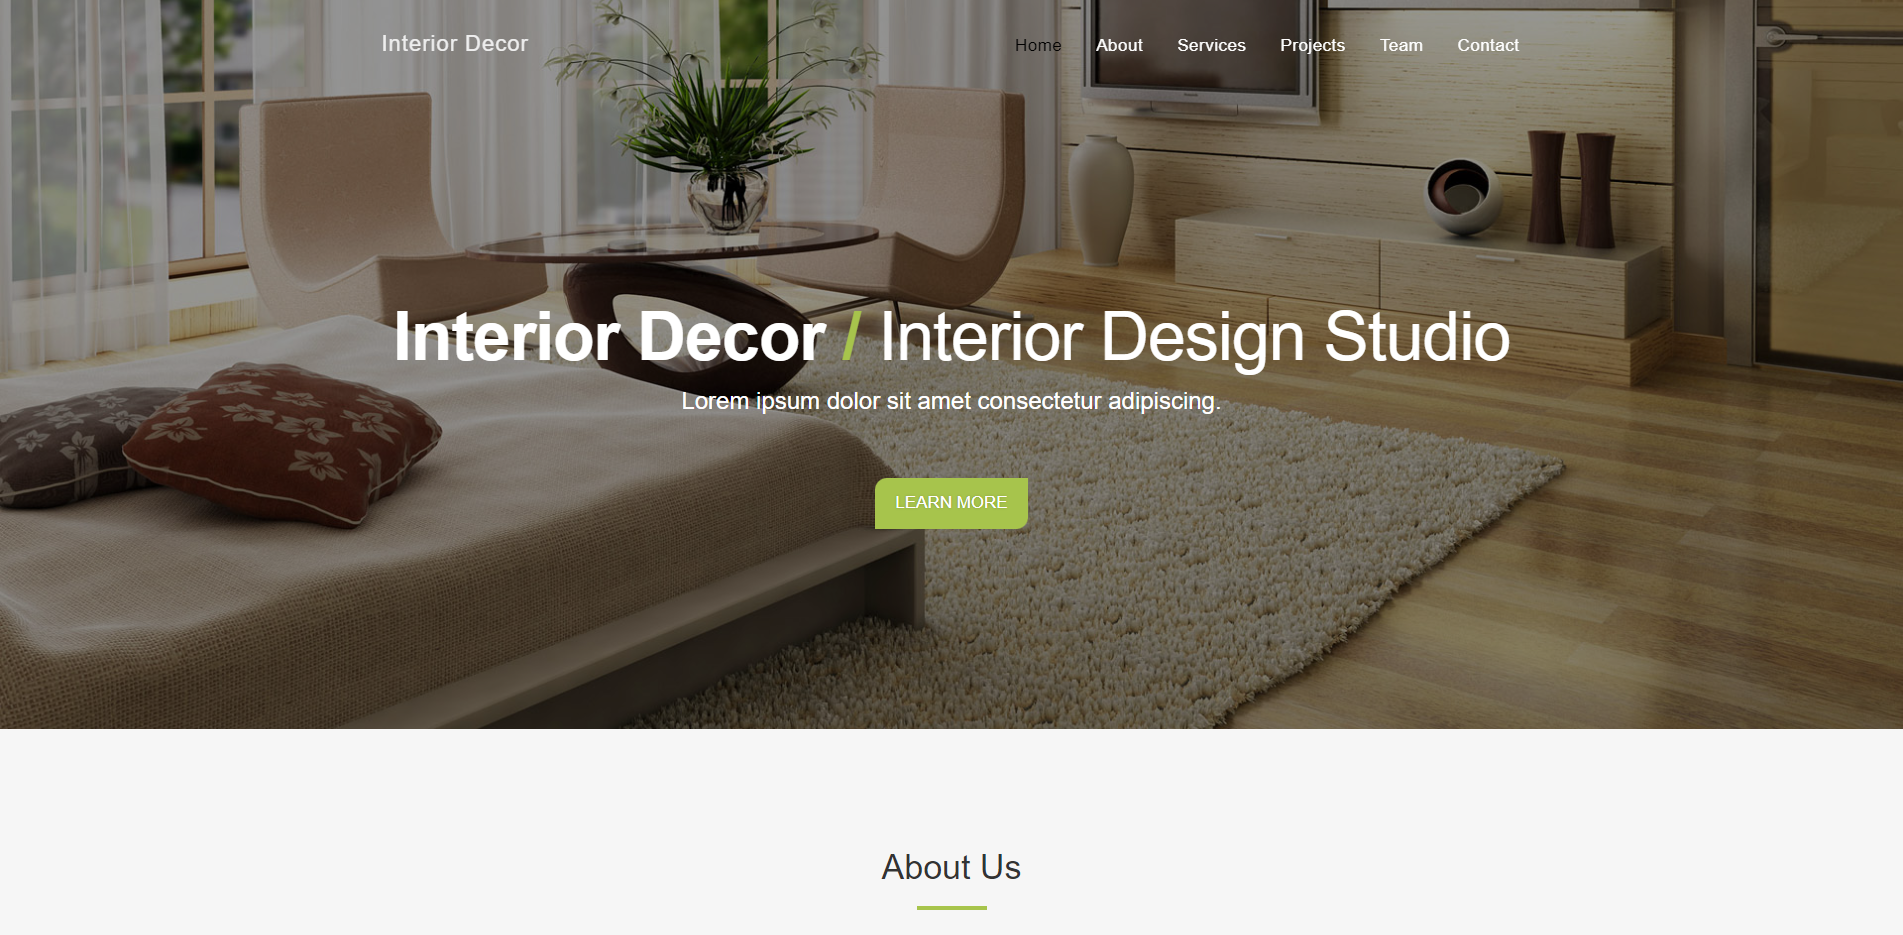 Interior Decor
Home About Services Projects Team Contact
Interior Decor / Interior Design Studio
Lorem ipsum dolor sit amet consectetur adipiscing.
LEARN MORE
About Us